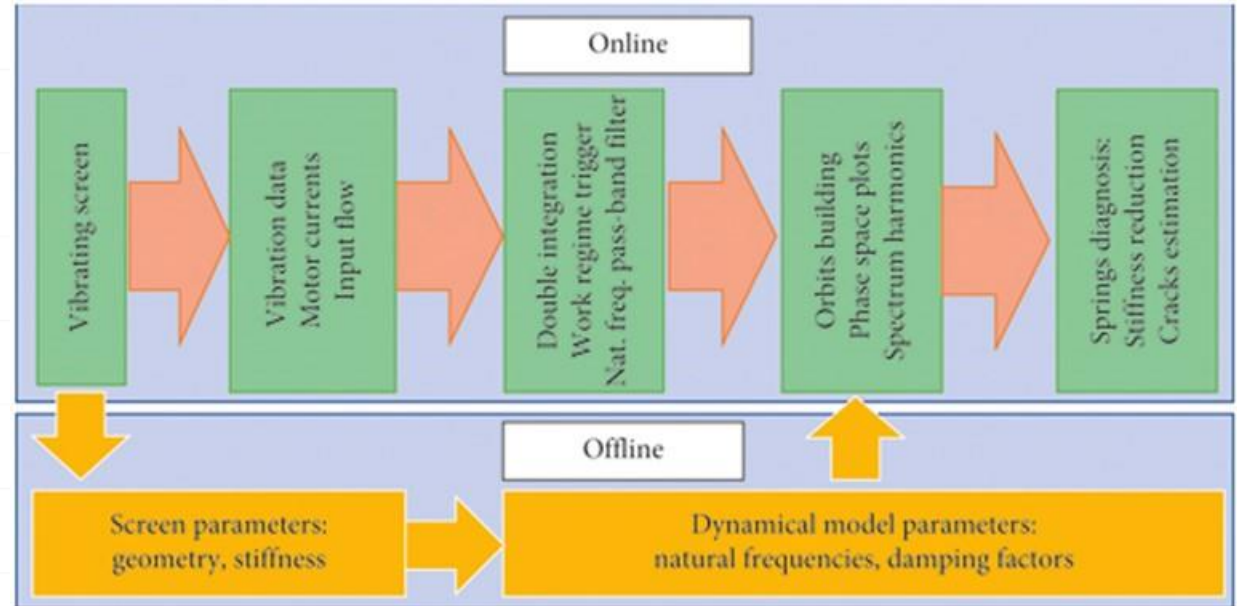 Online
Vibrating screen
Vibration data
Motor currents
Input flow
Double integration
Work regime trigger
Nat. freq. pass-band filter
Orbits building
Phase space plots
Spectrum harmonics
Springs diagnosis:
Stiffness reduction
Cracks estimation
Offline
Screen parameters:
geometry, stiffness
Dynamical model parameters:
natural frequencies, damping factors